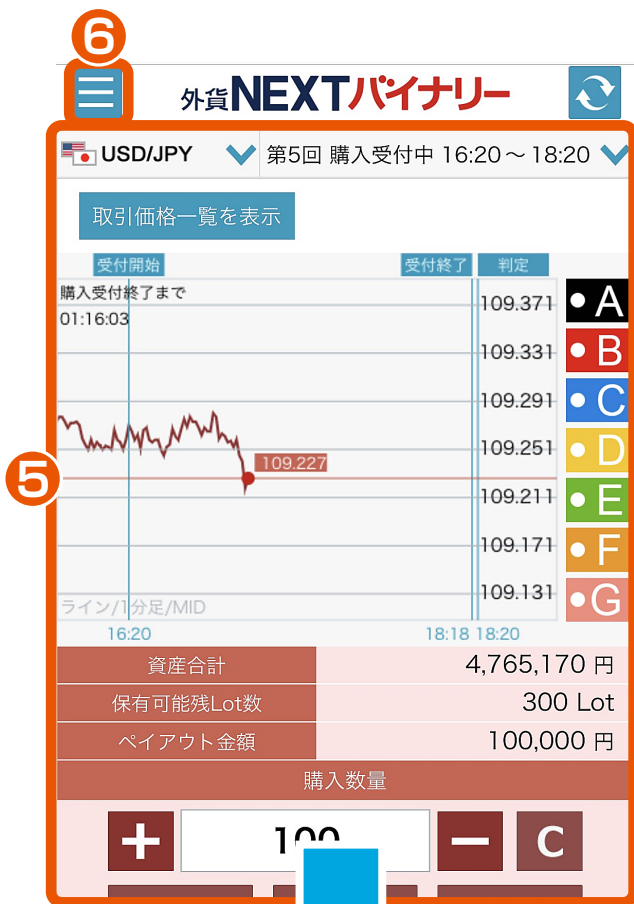 6
外貨NEXTバイナリー
USD/JPY 第5回 購入受付中 16:20～18:20
取引価格一覧を表示
受付開始 受付終了 判定
購入受付終了まで
01:16:03
109.371 A
109.331 B
109.291 C
109.251 D
5
109.227
109.211 E
109.171 F
109.131 G
ライン/1分足/MID
16:20 18:18 18:20
資産合計 4,765,170 円
保有可能残Lot数 300 Lot
ペイアウト金額 100,000 円
購入数量
+ 100 - C